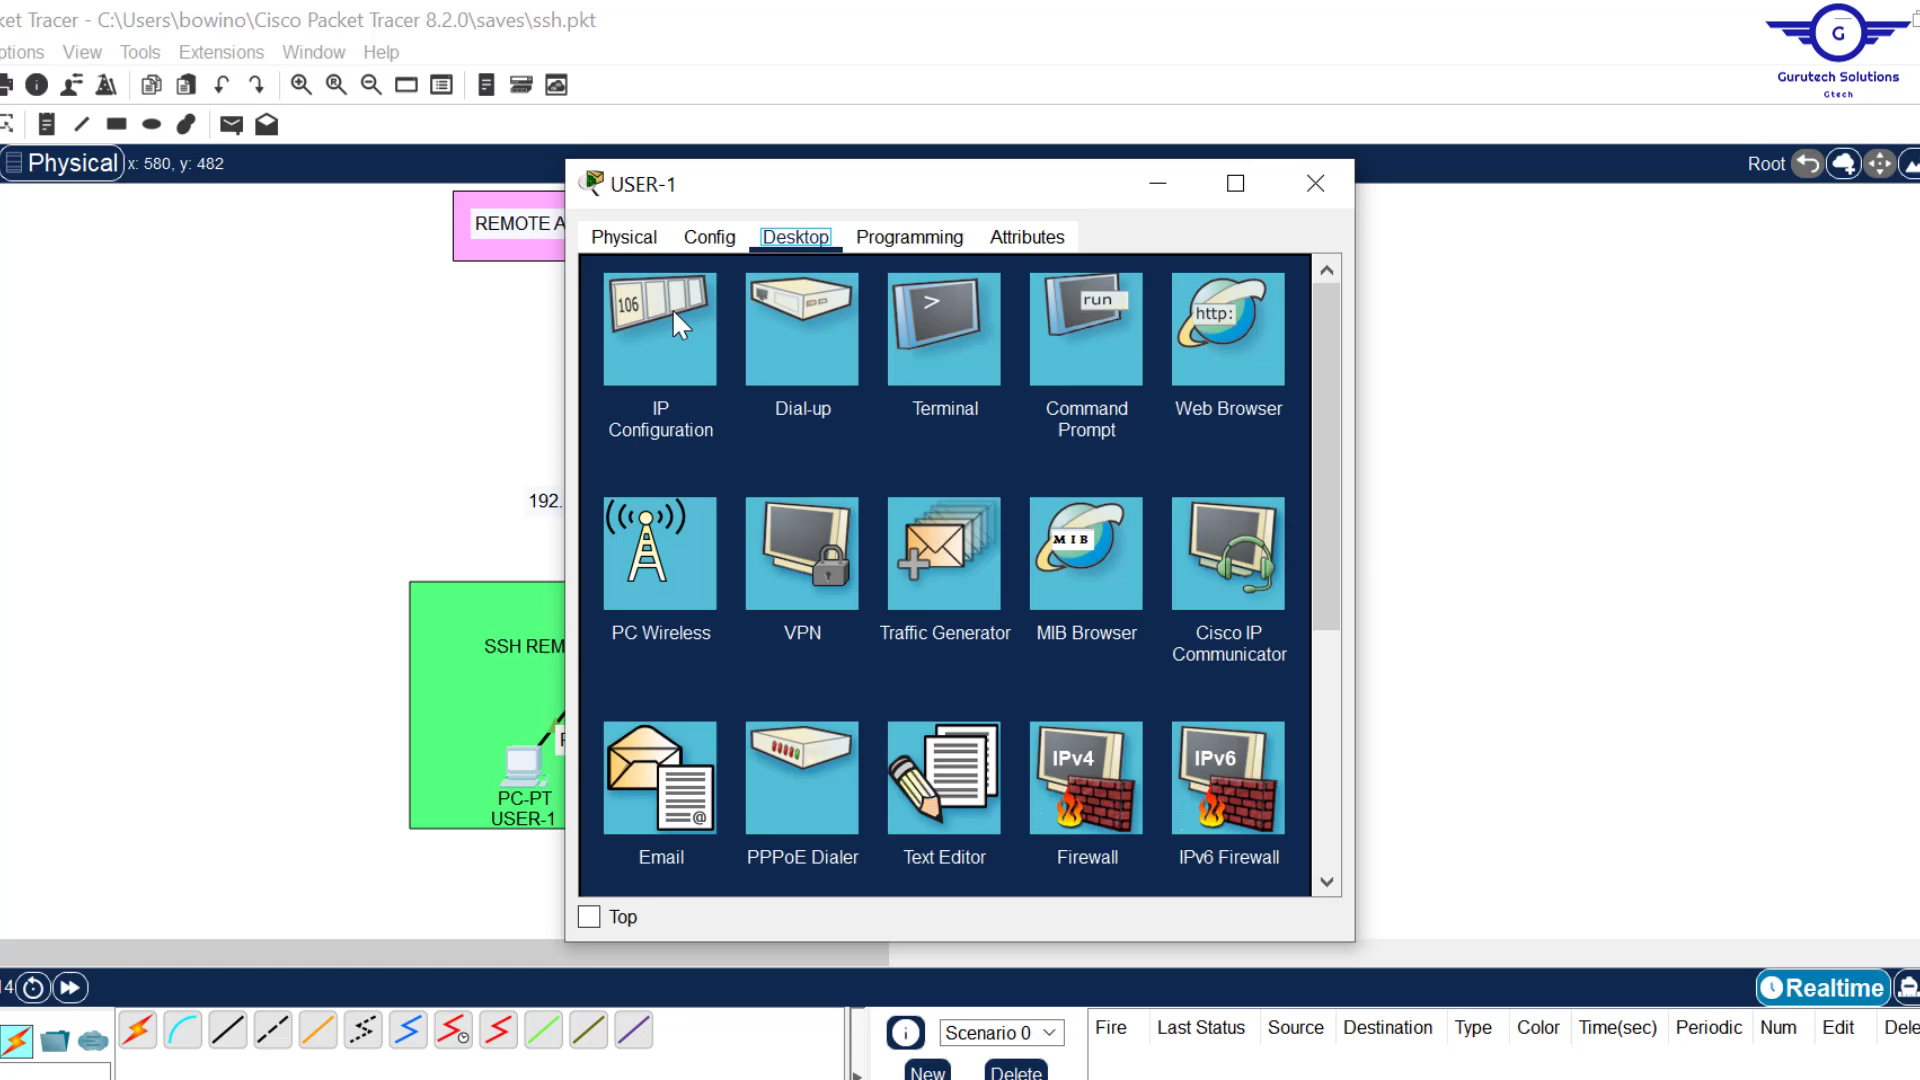 ket Tracer - C:\Users\bowino\Cisco Packet Tracer 8.2.0\saves\ssh.pkt
G
Gurutech Solutions
Gtech
ptions View Tools Extensions Window Help
Physical x: 580, y: 482
Root
REMOTE A
192.
SSH REM
PC-PT
USER-1
USER-1
Physical Config Desktop Programming Attributes
106
>
run
http:
IP Configuration
Dial-up
Terminal
Command Prompt
Web Browser
MIB
PC Wireless
VPN
Traffic Generator
MIB Browser
Cisco IP Communicator
@
IPv4
IPv6
Email
PPPoE Dialer
Text Editor
Firewall
IPv6 Firewall
Top
14
Realtime
Scenario 0
New Delete
Fire Last Status Source Destination Type Color Time(sec) Periodic Num Edit Dele